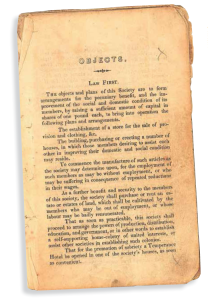 OBJECTS.
LAW FIRST.
THE objects and plans of this Society are to form
arrangements for the pecuniary benefit, and the im-
provement of the social and domestic condition of its
members, by raising a sufficient amount of capital in
shares of one pound each, to bring into operation the
following plans and arrangements.
The establishment of a store for the sale of pro-
vision and clothing, &c.
The building, purchasing or erecting a number of
houses, in which those members desiring to assist each
other in improving their domestic and social condition
may reside.
To commence the manufacture of such articles as
the society may determine upon, for the employment of
such members as may be without employment, or who
may be suffering in consequence of repeated reductions
in their wages.
As a further benefit and security to the members
of this society, the society shall purchase or rent an es-
tate or estates of land, which shall be cultivated by the
members who may be out of employment, or whose
labour may be badly remunerated.
That as soon as practicable, this society shall
proceed to arrange the powers of production, distribution,
education, and government, or in other words to establish
a self-supporting home-colony of united interests, or
assist other societies in establishing such colonies.
That for the promotion of sobriety a Temperance
Hotel be opened in one of the society's houses, as soon
as convenient.